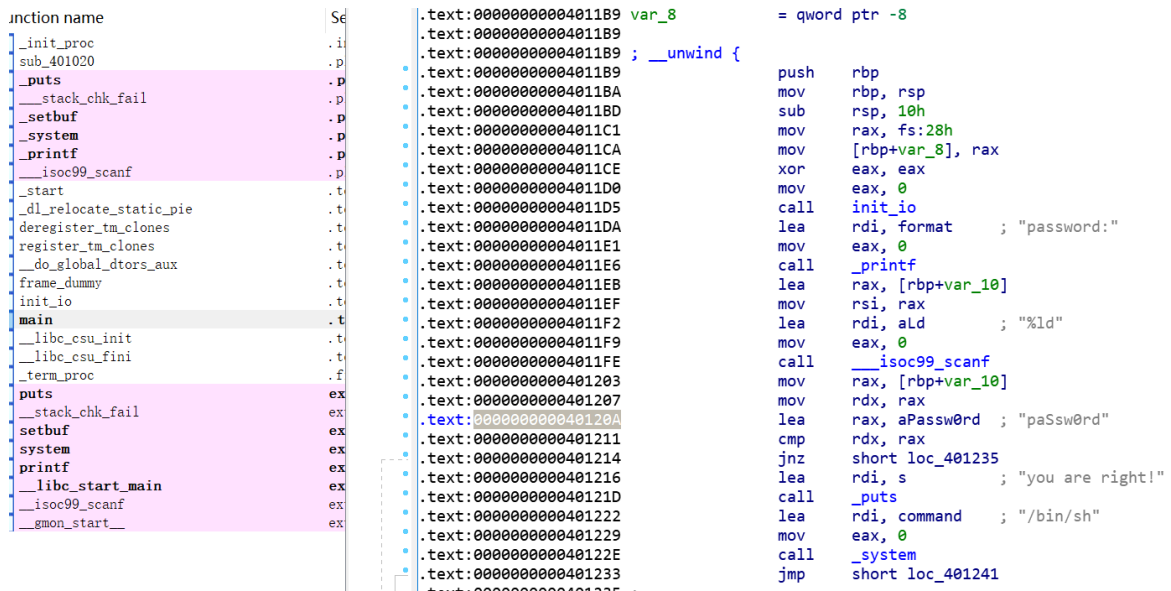 unction name Se
_init_proc .i
sub_401020 .p
_puts .p
___stack_chk_fail .p
_setbuf .p
_system .p
_printf .p
___isoc99_scanf .p
_start .t
_dl_relocate_static_pie .t
deregister_tm_clones .t
register_tm_clones .t
__do_global_dtors_aux .t
frame_dummy .t
init_io .t
main .t
__libc_csu_init .t
__libc_csu_fini .t
_term_proc .f
puts ex
__stack_chk_fail ex
setbuf ex
system ex
printf ex
__libc_start_main ex
__isoc99_scanf ex
__gmon_start__ ex
.text:00000000004011B9 var_8 = qword ptr -8
.text:00000000004011B9
.text:00000000004011B9 ; __unwind {
.text:00000000004011B9 push rbp
.text:00000000004011BA mov rbp, rsp
.text:00000000004011BD sub rsp, 10h
.text:00000000004011C1 mov rax, fs:28h
.text:00000000004011CA mov [rbp+var_8], rax
.text:00000000004011CE xor eax, eax
.text:00000000004011D0 mov eax, 0
.text:00000000004011D5 call init_io
.text:00000000004011DA lea rdi, format ; "password:"
.text:00000000004011E1 mov eax, 0
.text:00000000004011E6 call _printf
.text:00000000004011EB lea rax, [rbp+var_10]
.text:00000000004011EF mov rsi, rax
.text:00000000004011F2 lea rdi, aLd ; "%ld"
.text:00000000004011F9 mov eax, 0
.text:00000000004011FE call ___isoc99_scanf
.text:0000000000401203 mov rax, [rbp+var_10]
.text:0000000000401207 mov rdx, rax
.text:000000000040120A lea rax, aPassw0rd ; "paSsw0rd"
.text:0000000000401211 cmp rdx, rax
.text:0000000000401214 jnz short loc_401235
.text:0000000000401216 lea rdi, s ; "you are right!"
.text:000000000040121D call _puts
.text:0000000000401222 lea rdi, command ; "/bin/sh"
.text:0000000000401229 mov eax, 0
.text:000000000040122E call _system
.text:0000000000401233 jmp short loc_401241